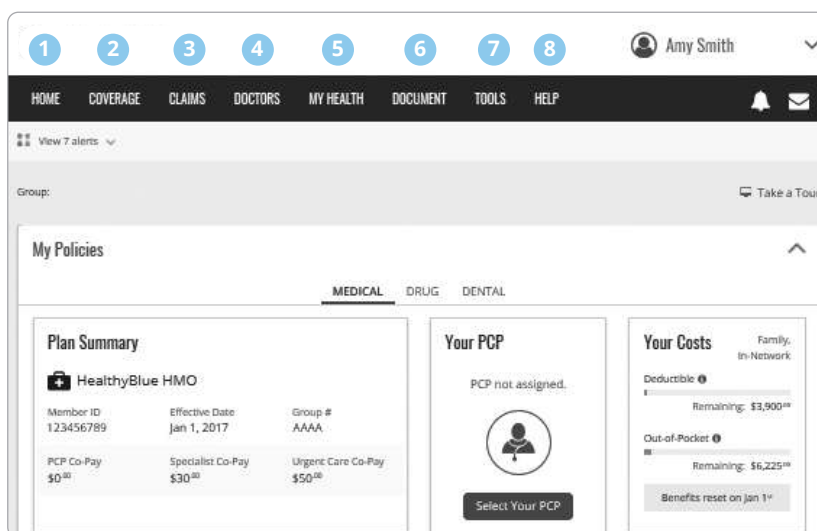 1 2 3 4 5 6 7 8
Amy Smith
HOME COVERAGE CLAIMS DOCTORS MY HEALTH DOCUMENT TOOLS HELP
View 7 alerts
Group:
Take a Tour
My Policies
MEDICAL DRUG DENTAL
Plan Summary
HealthyBlue HMO
Member ID Effective Date Group #
123456789 Jan 1, 2017 AAAA
PCP Co-Pay Specialist Co-Pay Urgent Care Co-Pay
$0.00 $30.00 $50.00
Your PCP
PCP not assigned.
Select Your PCP
Your Costs
Family,
In-Network
Deductible
Remaining: $3,900.00
Out-of-Pocket
Remaining: $6,225.00
Benefits reset on Jan 1st